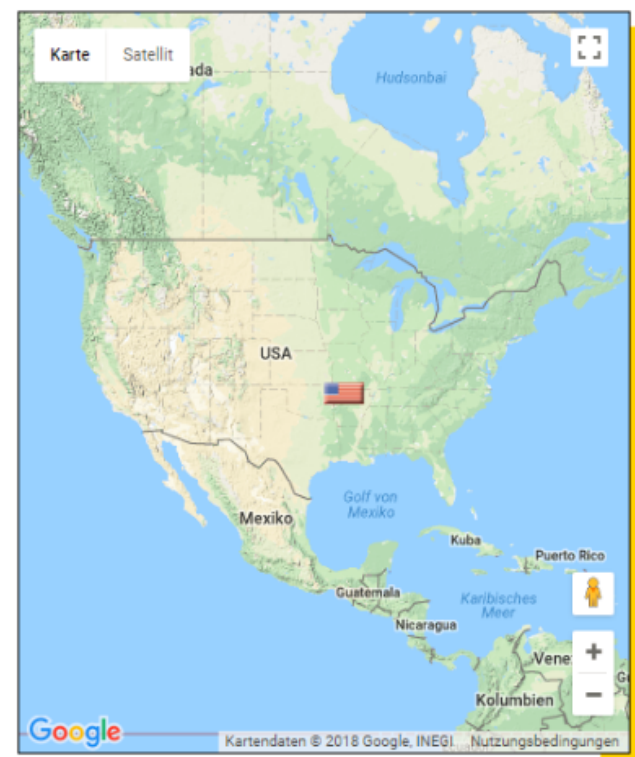 Karte Satellit
ada
Hudsonbai
USA
Golf von
Mexiko
Mexiko
Kuba
Puerto Rico
Guatemala
Karibisches
Meer
Nicaragua
Vene
Kolumbien
Google
Kartendaten © 2018 Google, INEGI Nutzungsbedingungen